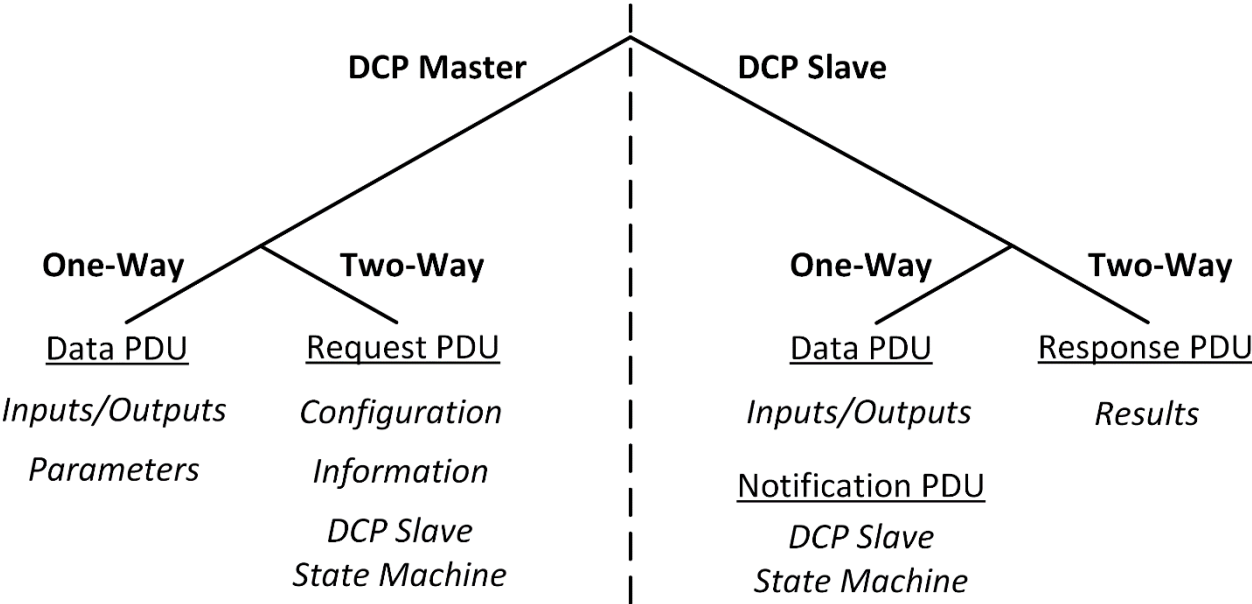 DCP Master
DCP Slave
One-Way
Two-Way
One-Way
Two-Way
Data PDU
Request PDU
Data PDU
Response PDU
Inputs/Outputs
Configuration
Inputs/Outputs
Results
Parameters
Information
Notification PDU
DCP Slave
State Machine
DCP Slave
State Machine